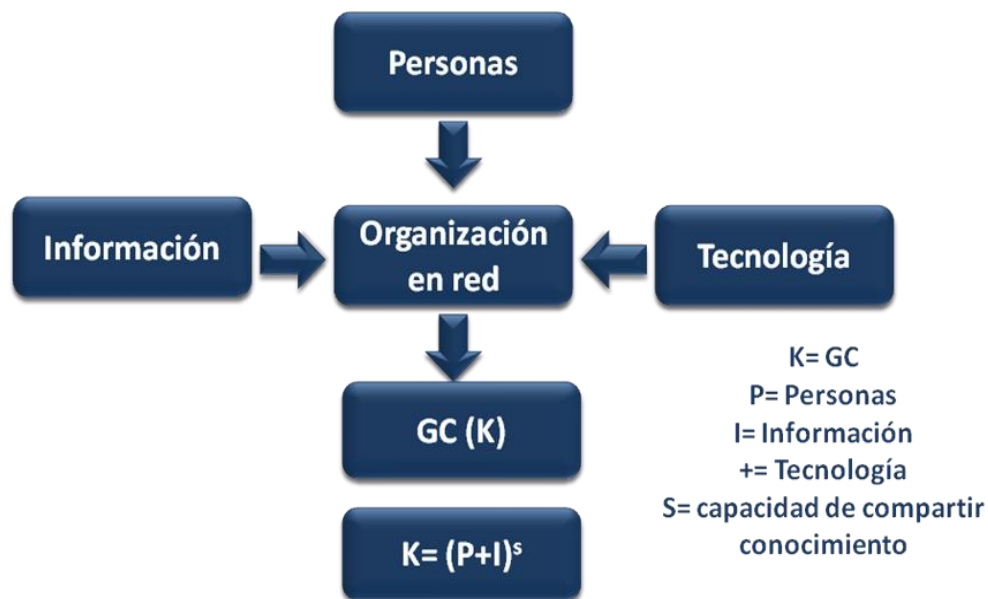 Personas
Información
Organización
en red
Tecnología
GC (K)
K= (P+I)ˢ
K= GC
P= Personas
I= Información
+= Tecnología
S= capacidad de compartir
conocimiento